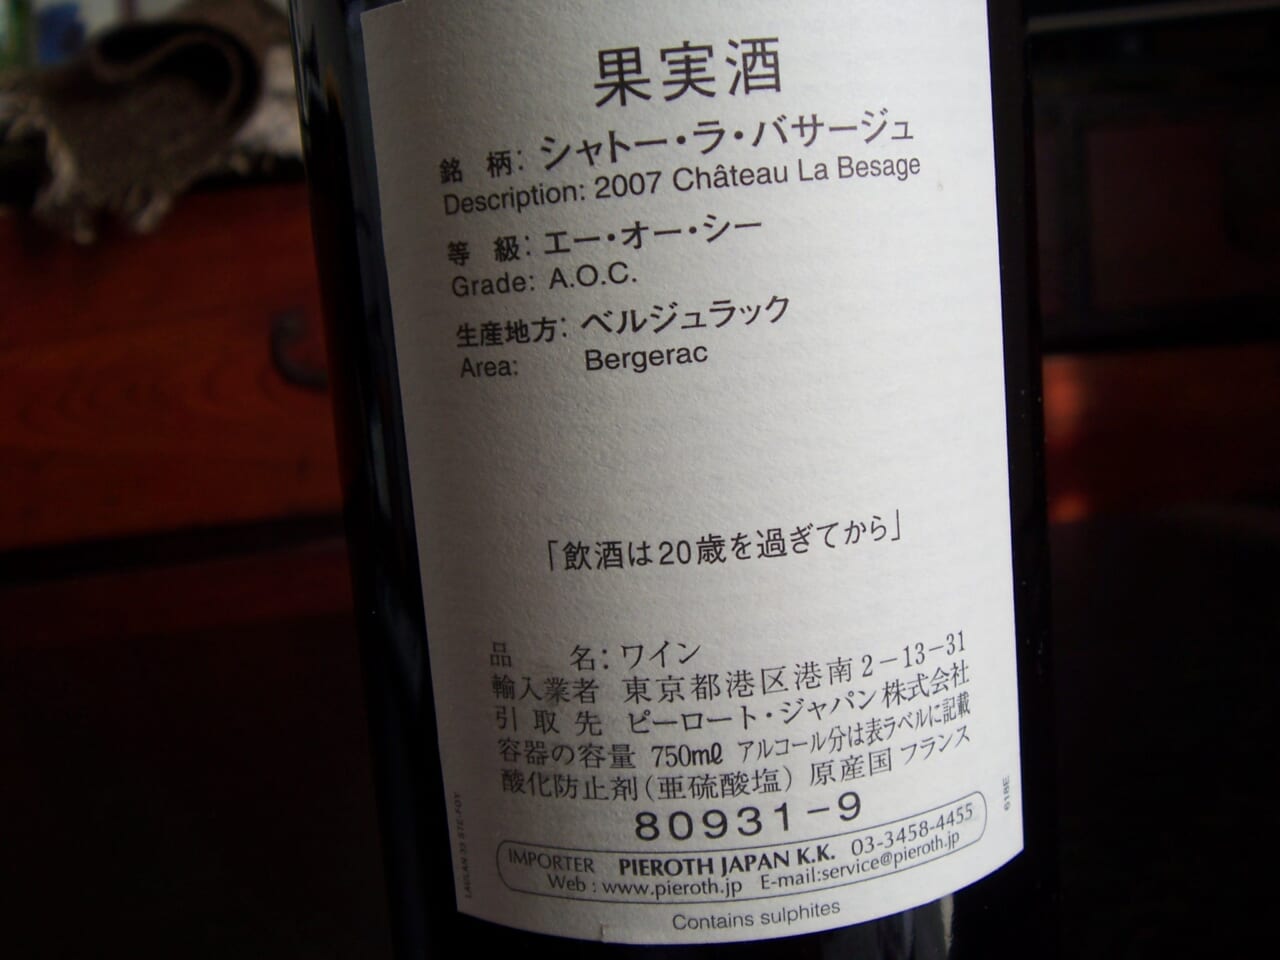 果実酒
銘 柄: シャトー・ラ・バサージュ
Description: 2007 Château La Besage
等 級: エー・オー・シー
Grade: A.O.C.
生産地方: ベルジュラック
Area: Bergerac
「飲酒は20歳を過ぎてから」
品 名: ワイン
輸入業者 東京都港区港南2-13-31
引取先 ピーロート・ジャパン株式会社
容器の容量 750mℓ アルコール分は表ラベルに記載
酸化防止剤(亜硫酸塩) 原産国 フランス
80931-9
IMPORTER PIEROTH JAPAN K.K. 03-3458-4455
Web : www.pieroth.jp E-mail:service@pieroth.jp
Contains sulphites
LAULAN 33 STE-FOY
618E